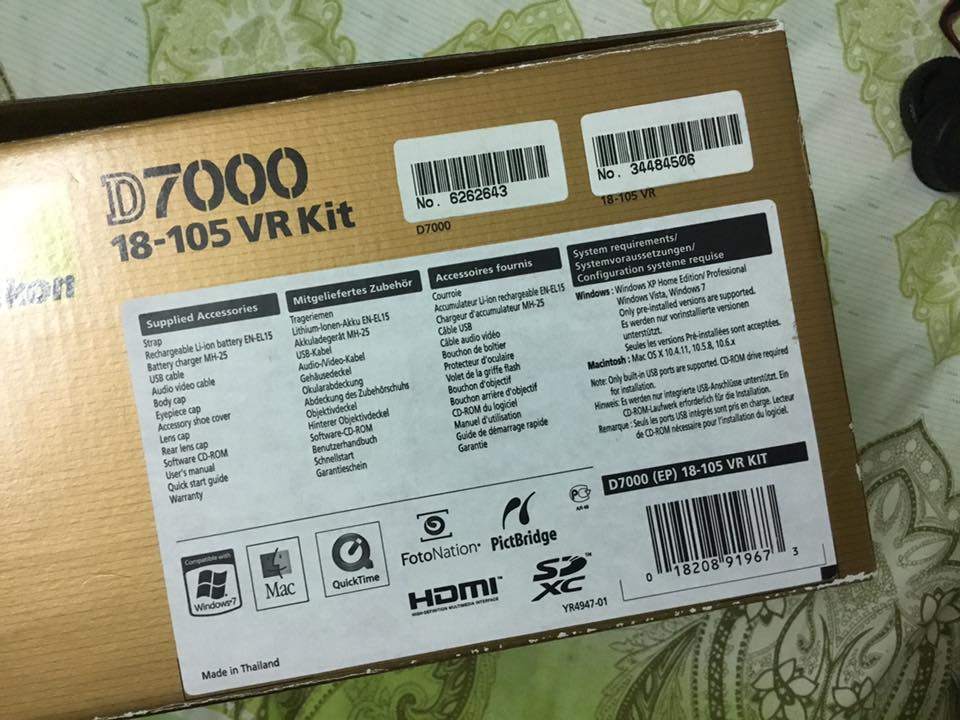 D7000
18-105 VR Kit
No. 6262643
D7000
No. 34484506
18-105 VR
kon
Supplied Accessories
Strap
Rechargeable Li-ion battery EN-EL15
Battery charger MH-25
USB cable
Audio video cable
Body cap
Eyepiece cap
Accessory shoe cover
Lens cap
Rear lens cap
Software CD-ROM
User's manual
Quick start guide
Warranty
Mitgeliefertes Zubehör
Trageriemen
Lithium-Ionen-Akku EN-EL15
Akkuladegerät MH-25
USB-Kabel
Audio-/Video-Kabel
Gehäusedeckel
Okularabdeckung
Abdeckung des Zubehörschuhs
Objektivdeckel
Hinterer Objektivdeckel
Software-CD-ROM
Benutzerhandbuch
Schnellstart
Garantieschein
Accessoires fournis
Courroie
Accumulateur Li-ion rechargeable EN-EL15
Chargeur d'accumulateur MH-25
Câble USB
Câble audio vidéo
Bouchon de boîtier
Protecteur d'oculaire
Volet de la griffe flash
Bouchon d'objectif
Bouchon arrière d'objectif
CD-ROM du logiciel
Manuel d'utilisation
Guide de démarrage rapide
Garantie
System requirements/
Systemvoraussetzungen/
Configuration système requise
Windows : Windows XP Home Edition/ Professional
Windows Vista, Windows 7
Only pre-installed versions are supported.
Es werden nur vorinstallierte Versionen
unterstützt.
Seules les versions Pré-installées sont acceptées.
Macintosh : Mac OS X 10.4.11, 10.5.8, 10.6.x
Note: Only built-in USB ports are supported. CD-ROM drive required
for installation.
Hinweis: Es werden nur integrierte USB-Anschlüsse unterstützt. Ein
CD-ROM-Laufwerk erforderlich für die Installation.
Remarque : Seuls les ports USB intégrés sont pris en charge. Lecteur
de CD-ROM nécessaire pour l'installation du logiciel.
D7000 (EP) 18-105 VR KIT
0 18208 91967 3
Compatible with
Windows 7
Mac
QuickTime
FotoNation
PictBridge
HDMI™
HIGH-DEFINITION MULTIMEDIA INTERFACE
SD™
XC
YR4947-01
Made in Thailand